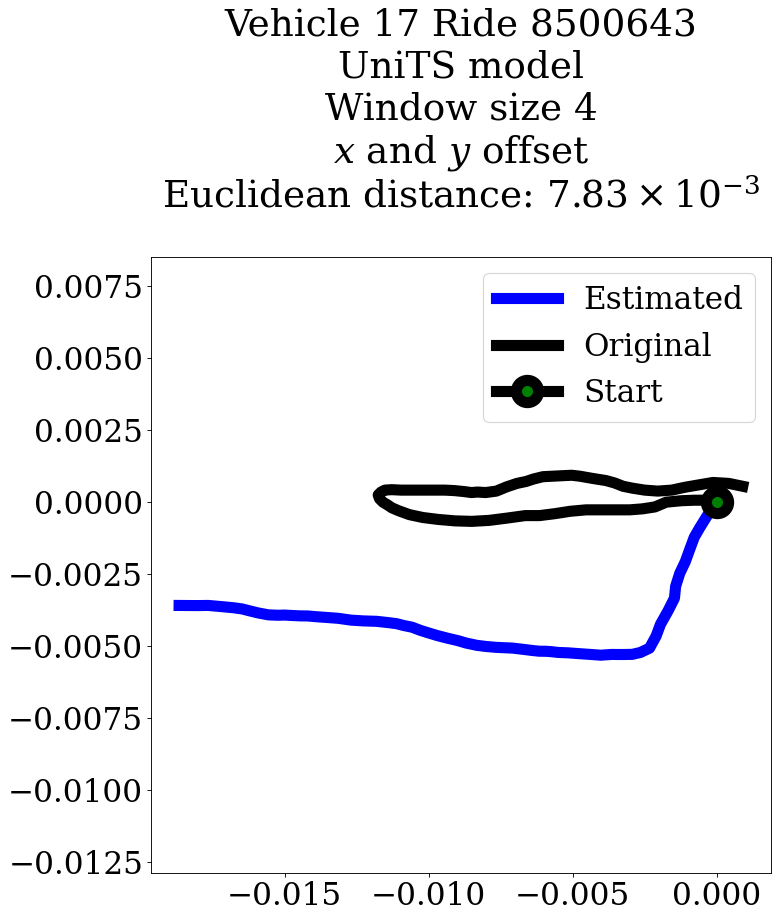 Vehicle 17 Ride 8500643
UniTS model
Window size 4
x and y offset
Euclidean distance: 7.83 × 10⁻³
Estimated
Original
Start
0.0075
0.0050
0.0025
0.0000
−0.0025
−0.0050
−0.0075
−0.0100
−0.0125
−0.015 −0.010 −0.005 0.000